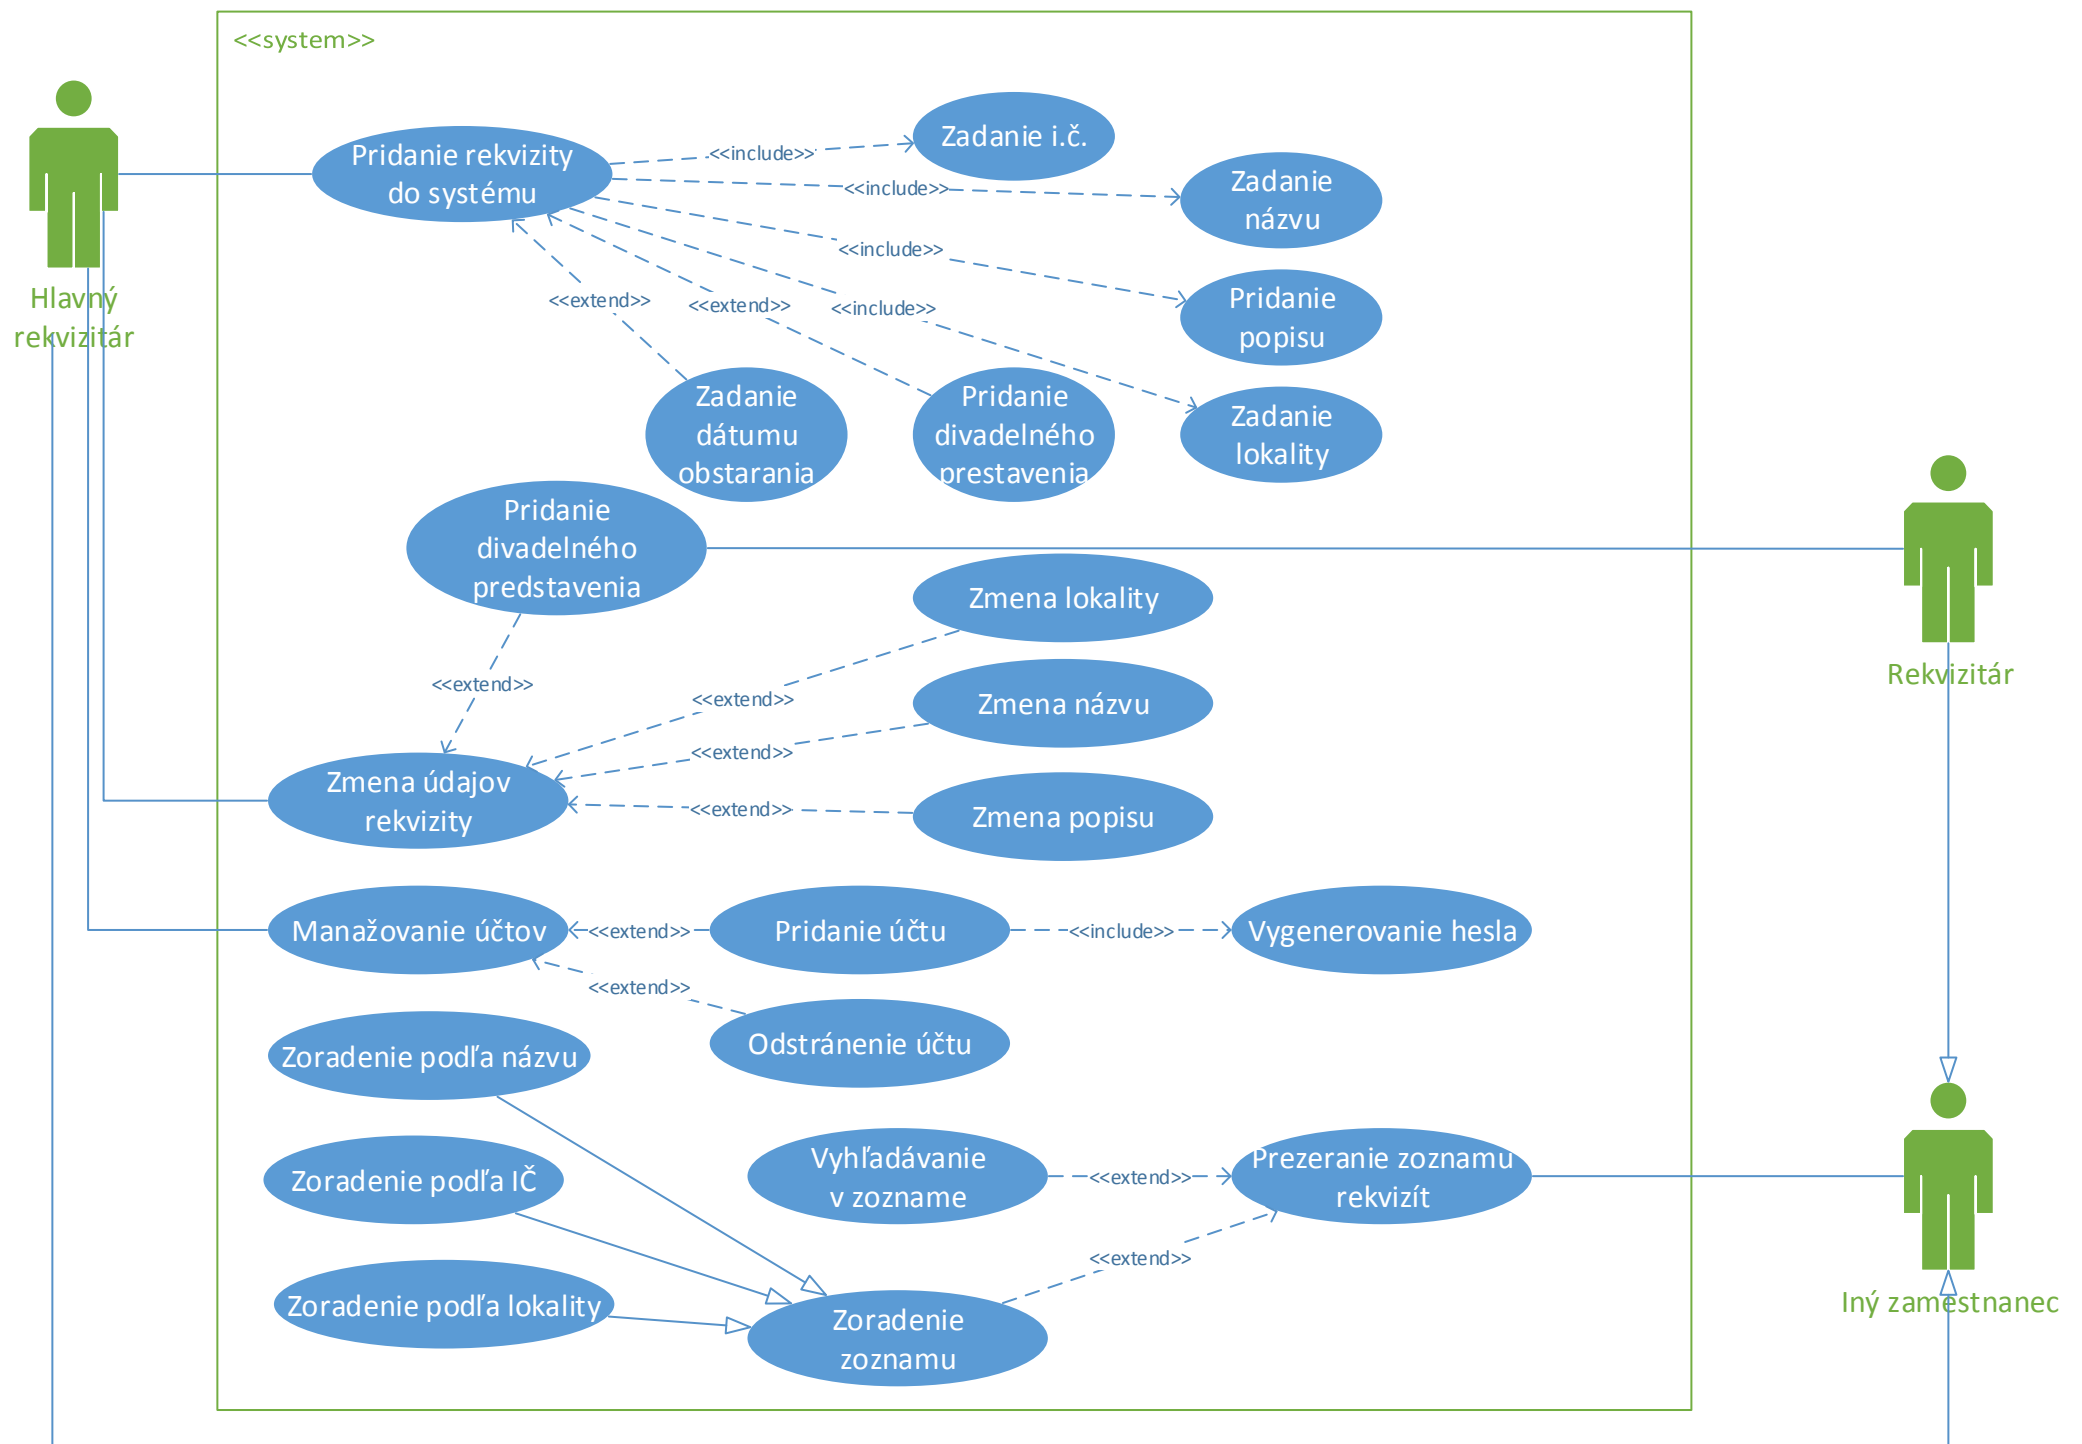 <<system>>
Hlavný
rekvizitár
Pridanie rekvizity
do systému
<<include>>
Zadanie i.č.
<<include>>
Zadanie
názvu
<<include>>
Pridanie
popisu
<<include>>
Zadanie
lokality
<<extend>>
Zadanie
dátumu
obstarania
<<extend>>
Pridanie
divadelného
prestavenia
Pridanie
divadelného
predstavenia
Rekvizitár
<<extend>>
Zmena lokality
<<extend>>
Zmena názvu
<<extend>>
Zmena údajov
rekvizity
<<extend>>
Zmena popisu
Manažovanie účtov
<<extend>>
Pridanie účtu
<<include>>
Vygenerovanie hesla
<<extend>>
Odstránenie účtu
Zoradenie podľa názvu
Zoradenie podľa IČ
Zoradenie podľa lokality
Vyhľadávanie
v zozname
<<extend>>
Prezeranie zoznamu
rekvizít
<<extend>>
Zoradenie
zoznamu
Iný zamestnanec